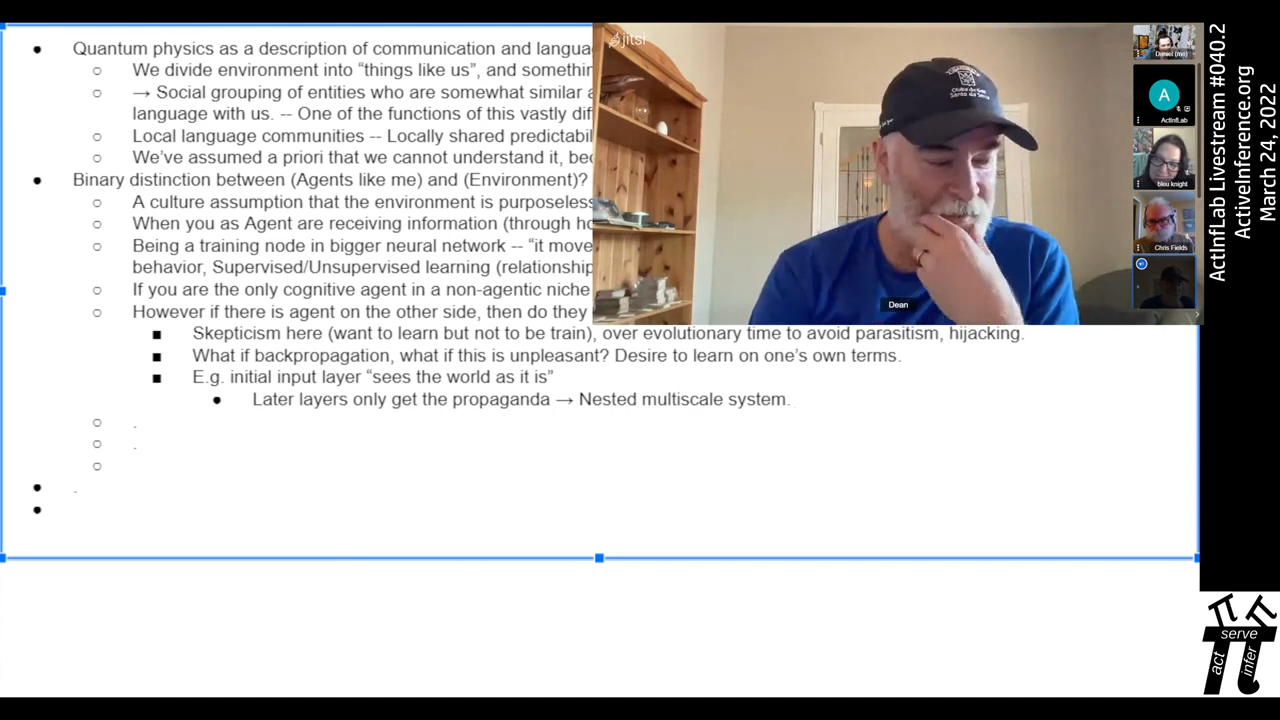 Quantum physics as a description of communication and langua
We divide environment into “things like us”, and somethin
→ Social grouping of entities who are somewhat similar a
language with us. -- One of the functions of this vastly dif
Local language communities -- Locally shared predictabil
We’ve assumed a priori that we cannot understand it, bec
Binary distinction between (Agents like me) and (Environment)?
A culture assumption that the environment is purposeless
When you as Agent are receiving information (through ho
Being a training node in bigger neural network -- “it move
behavior, Supervised/Unsupervised learning (relationship
If you are the only cognitive agent in a non-agentic niche
However if there is agent on the other side, then do they
Skepticism here (want to learn but not to be train), over evolutionary time to avoid parasitism, hijacking.
What if backpropagation, what if this is unpleasant? Desire to learn on one’s own terms.
E.g. initial input layer “sees the world as it is”
Later layers only get the propaganda → Nested multiscale system.
jitsi
Dean
Daniel (me)
A
ActInfLab
bleu knight
Chris Fields
ActInfLab Livestream #040.2
ActiveInference.org
March 24, 2022
act
serve
infer